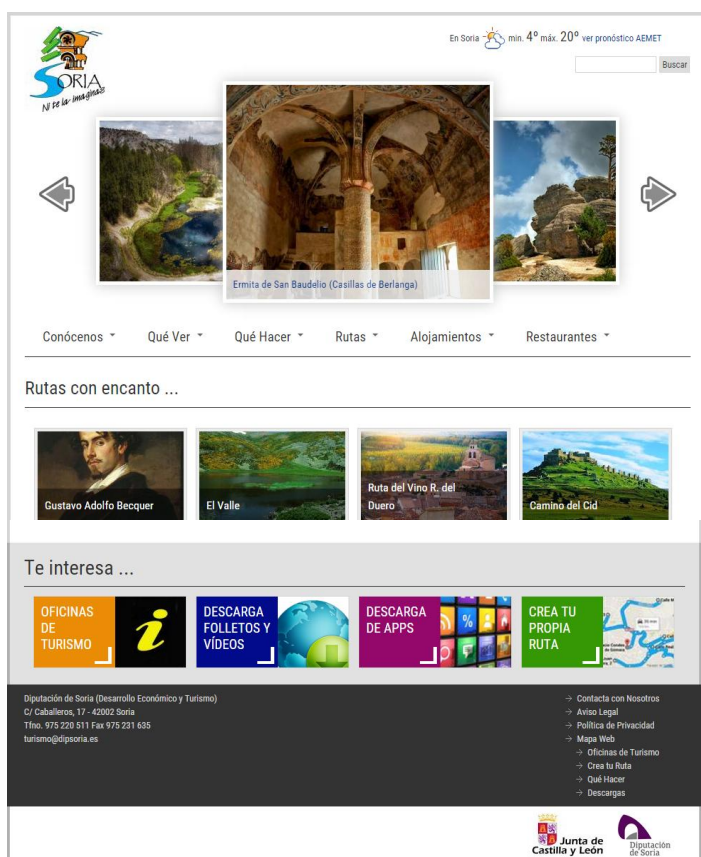 SORIA
Ni te la imaginas
En Soria min. 4º máx. 20º ver pronóstico AEMET
Buscar
Ermita de San Baudelio (Casillas de Berlanga)
Conócenos Qué Ver Qué Hacer Rutas Alojamientos Restaurantes
Rutas con encanto ...
Gustavo Adolfo Becquer
El Valle
Ruta del Vino R. del
Duero
Camino del Cid
Te interesa ...
OFICINAS
DE
TURISMO
i
DESCARGA
FOLLETOS Y
VÍDEOS
DESCARGA
DE APPS
%
CREA TU
PROPIA
RUTA
Diputación de Soria (Desarrollo Económico y Turismo)
C/ Caballeros, 17 - 42002 Soria
Tfno. 975 220 511 Fax 975 231 635
turismo@dipsoria.es
→ Contacta con Nosotros
→ Aviso Legal
→ Política de Privacidad
→ Mapa Web
→ Oficinas de Turismo
→ Crea tu Ruta
→ Qué Hacer
→ Descargas
Junta de
Castilla y León
Diputación
de Soria